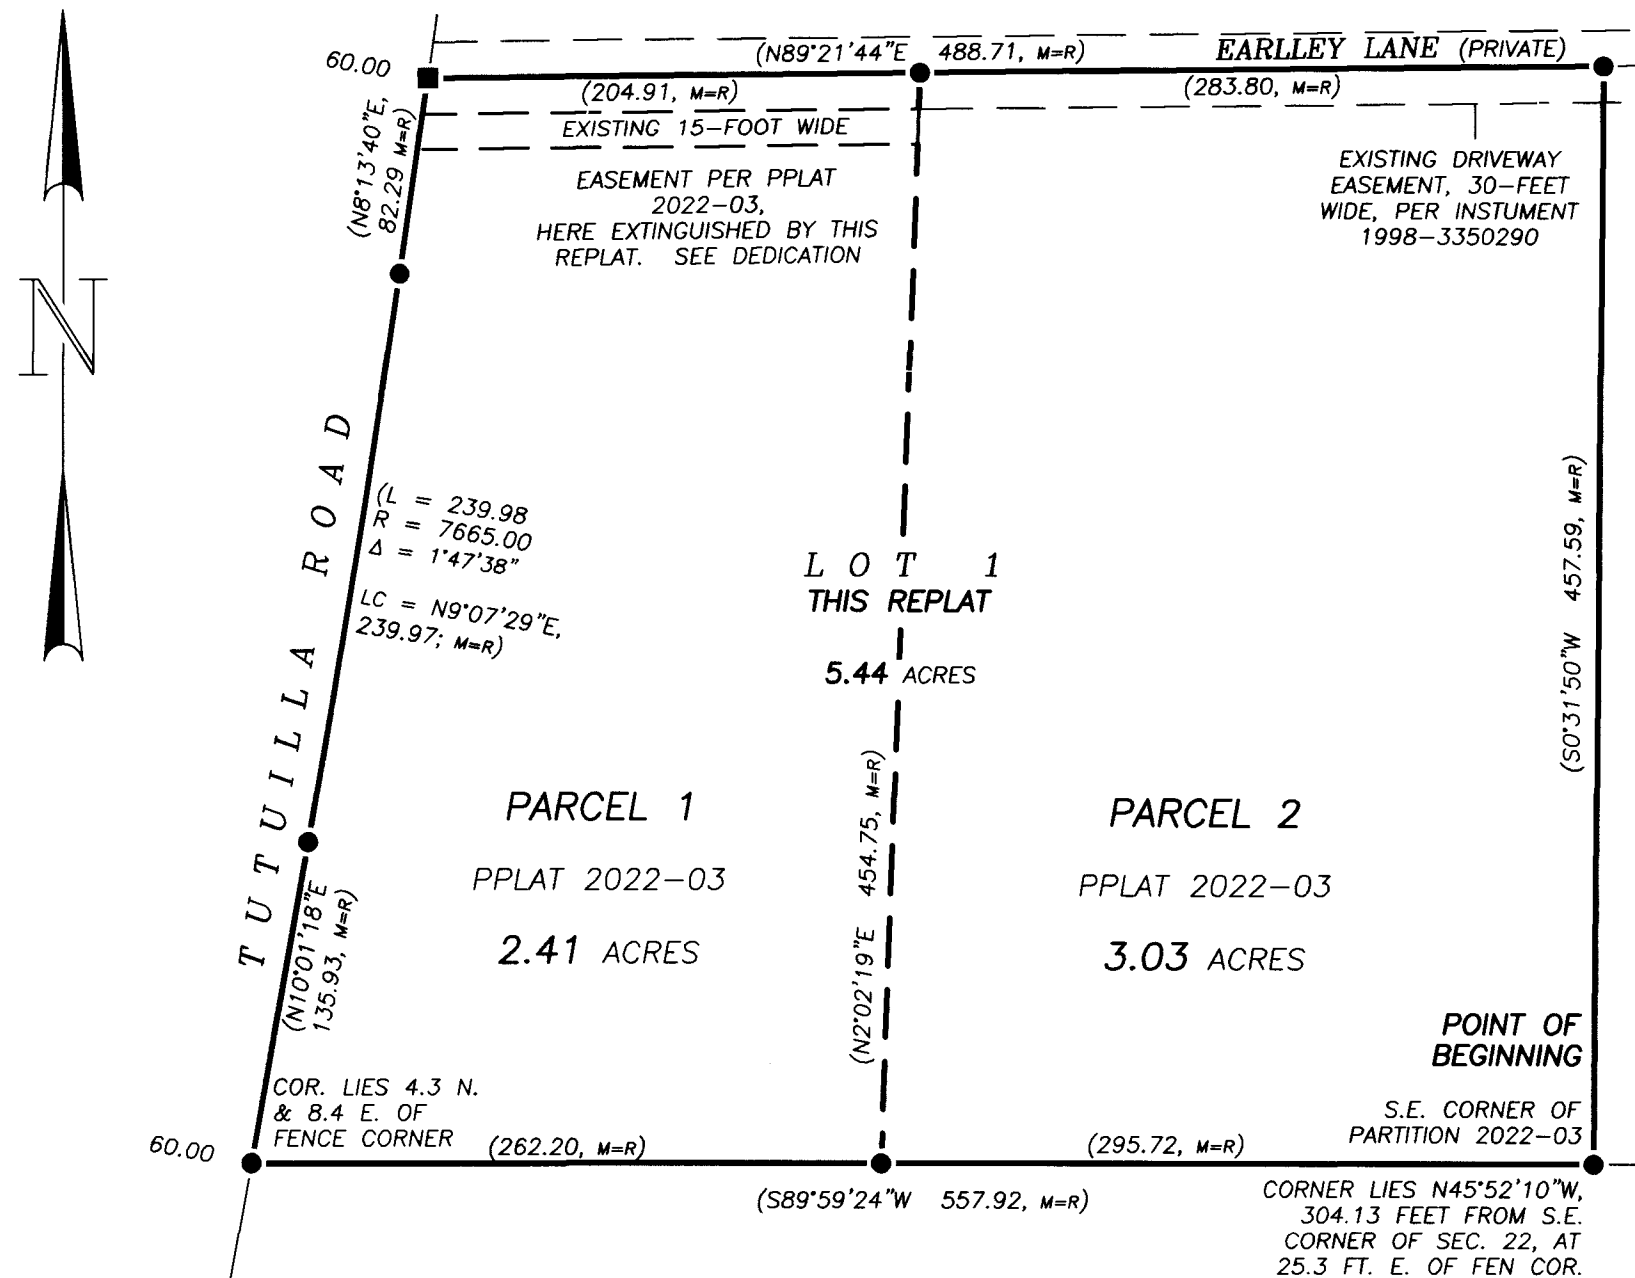 60.00
(N89°21'44"E 488.71, M=R)
EARLLEY LANE (PRIVATE)
(204.91, M=R)
(283.80, M=R)
(N8°13'40"E,
82.29 M=R)
EXISTING 15-FOOT WIDE
EASEMENT PER PPLAT
2022-03,
HERE EXTINGUISHED BY THIS
REPLAT. SEE DEDICATION
EXISTING DRIVEWAY
EASEMENT, 30-FEET
WIDE, PER INSTUMENT
1998-3350290
N
TUTUILLA ROAD
(L = 239.98
R = 7665.00
Δ = 1°47'38"
LC = N9°07'29"E,
239.97; M=R)
LOT 1
THIS REPLAT
5.44 ACRES
(S0°31'50"W 457.59, M=R)
(N2°02'19"E 454.75, M=R)
PARCEL 1
PPLAT 2022-03
2.41 ACRES
PARCEL 2
PPLAT 2022-03
3.03 ACRES
(N10°01'18"E
135.93, M=R)
POINT OF
BEGINNING
S.E. CORNER OF
PARTITION 2022-03
COR. LIES 4.3 N.
& 8.4 E. OF
FENCE CORNER
60.00
(262.20, M=R)
(295.72, M=R)
(S89°59'24"W 557.92, M=R)
CORNER LIES N45°52'10"W,
304.13 FEET FROM S.E.
CORNER OF SEC. 22, AT
25.3 FT. E. OF FEN COR.